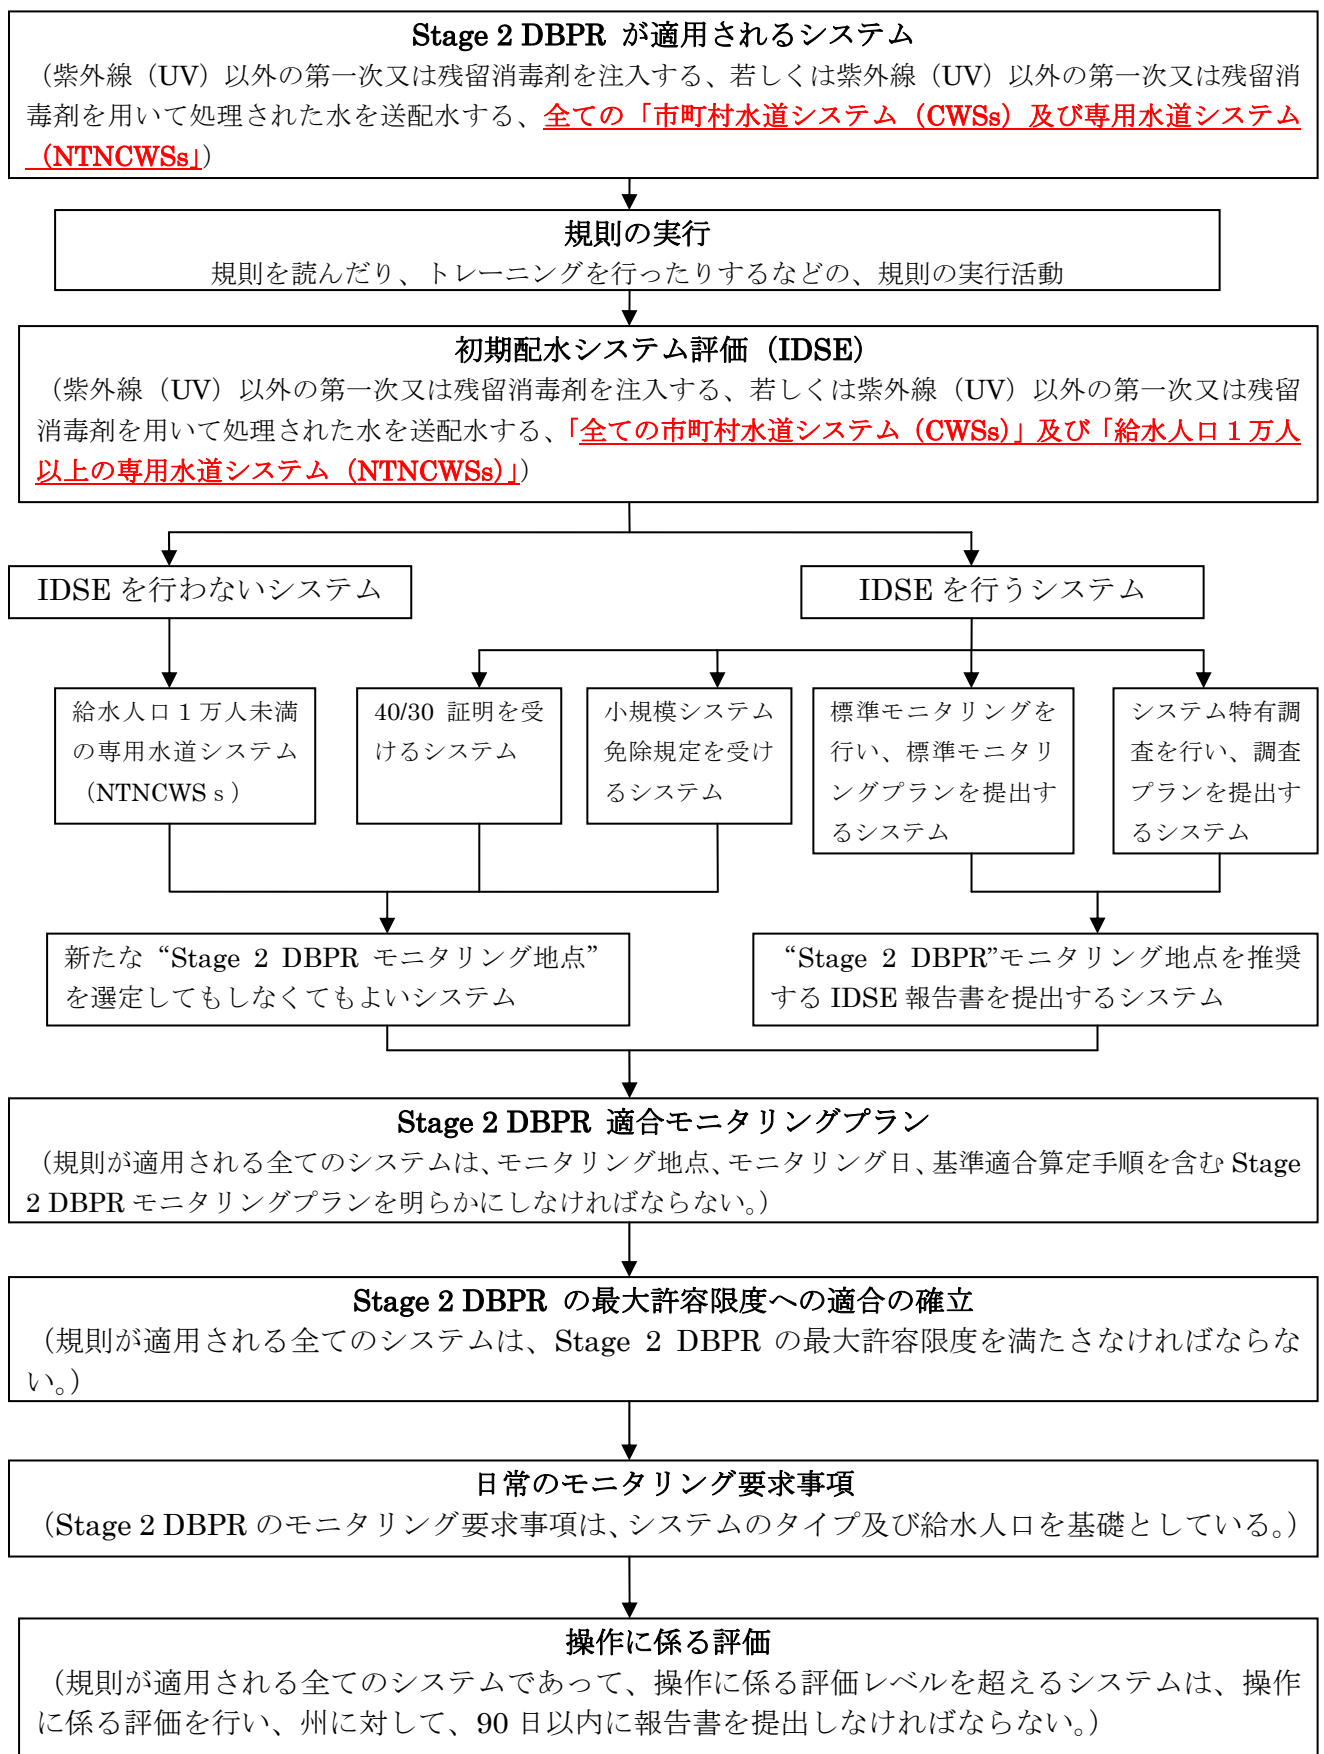 Stage 2 DBPR が適用されるシステム
（紫外線（UV）以外の第一次又は残留消毒剤を注入する、若しくは紫外線（UV）以外の第一次又は残留消
毒剤を用いて処理された水を送配水する、全ての「市町村水道システム（CWSs）及び専用水道システム
（NTNCWSs」）
規則の実行
規則を読んだり、トレーニングを行ったりするなどの、規則の実行活動
初期配水システム評価（IDSE）
（紫外線（UV）以外の第一次又は残留消毒剤を注入する、若しくは紫外線（UV）以外の第一次又は残留
消毒剤を用いて処理された水を送配水する、「全ての市町村水道システム（CWSs）」及び「給水人口１万人
以上の専用水道システム（NTNCWSs）」）
IDSE を行わないシステム
IDSE を行うシステム
給水人口 1 万人未満
の専用水道システム
（NTNCWSｓ）
40/30 証明を受
けるシステム
小規模システム
免除規定を受け
るシステム
標準モニタリングを
行い、標準モニタリ
ングプランを提出す
るシステム
システム特有調
査を行い、調査
プランを提出す
るシステム
新たな“Stage 2 DBPR モニタリング地点”
を選定してもしなくてもよいシステム
“Stage 2 DBPR”モニタリング地点を推奨
する IDSE 報告書を提出するシステム
Stage 2 DBPR 適合モニタリングプラン
（規則が適用される全てのシステムは、モニタリング地点、モニタリング日、基準適合算定手順を含む Stage
2 DBPR モニタリングプランを明らかにしなければならない。）
Stage 2 DBPR の最大許容限度への適合の確立
（規則が適用される全てのシステムは、Stage 2 DBPR の最大許容限度を満たさなければならな
い。）
日常のモニタリング要求事項
（Stage 2 DBPR のモニタリング要求事項は、システムのタイプ及び給水人口を基礎としている。）
操作に係る評価
（規則が適用される全てのシステムであって、操作に係る評価レベルを超えるシステムは、操作
に係る評価を行い、州に対して、90 日以内に報告書を提出しなければならない。）